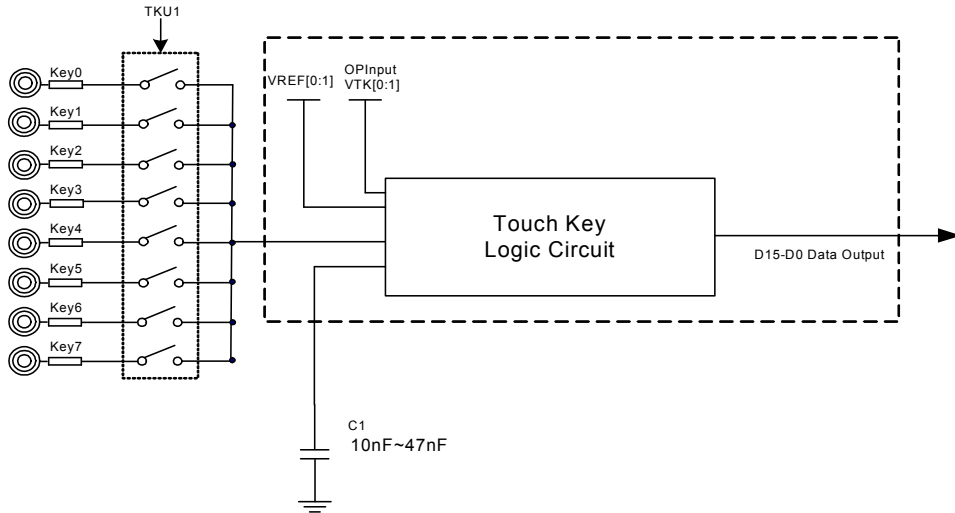 TKU1
Key0
Key1
Key2
Key3
Key4
Key5
Key6
Key7
VREF[0:1]
OPInput
VTK[0:1]
Touch Key
Logic Circuit
D15-D0 Data Output
C1
10nF~47nF